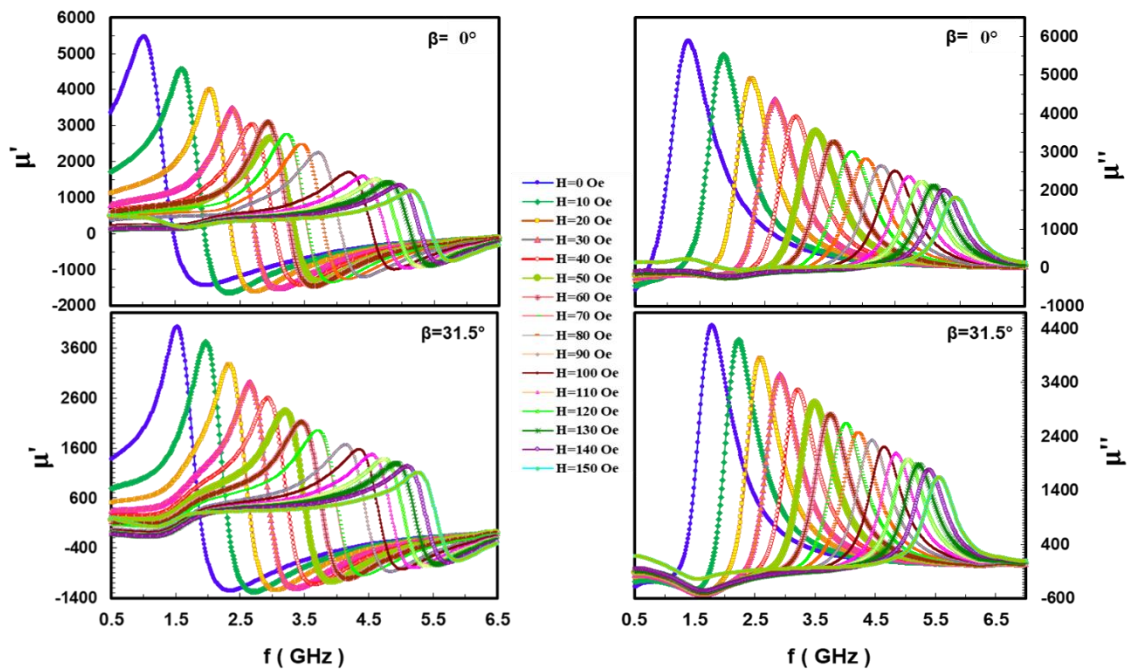 6000
5000
4000
3000
2000
1000
0
-1000
-2000
μ'
β= 0°
3600
2600
1600
600
-400
-1400
μ'
β=31.5°
0.5 1.5 2.5 3.5 4.5 5.5 6.5
f ( GHz )
H=0 Oe
H=10 Oe
H=20 Oe
H=30 Oe
H=40 Oe
H=50 Oe
H=60 Oe
H=70 Oe
H=80 Oe
H=90 Oe
H=100 Oe
H=110 Oe
H=120 Oe
H=130 Oe
H=140 Oe
H=150 Oe
β= 0°
6000
5000
4000
3000
2000
1000
0
-1000
μ''
β=31.5°
4400
3400
2400
1400
400
-600
μ''
0.5 1.5 2.5 3.5 4.5 5.5 6.5
f ( GHz )